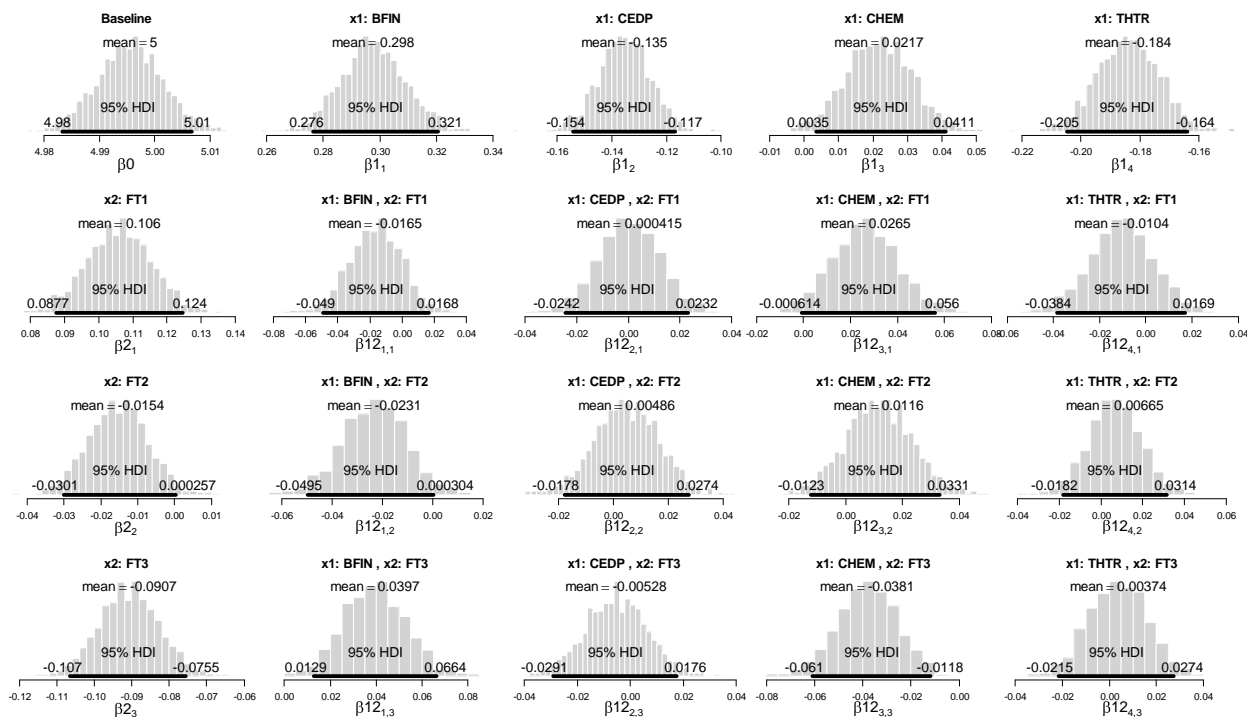 Baseline
mean = 5
95% HDI
4.98 5.01
4.98 4.99 5.00 5.01
β0
x1: BFIN
mean = 0.298
95% HDI
0.276 0.321
0.26 0.28 0.30 0.32 0.34
β1₁
x1: CEDP
mean = -0.135
95% HDI
-0.154 -0.117
-0.16 -0.14 -0.12 -0.10
β1₂
x1: CHEM
mean = 0.0217
95% HDI
0.0035 0.0411
-0.01 0.00 0.01 0.02 0.03 0.04 0.05
β1₃
x1: THTR
mean = -0.184
95% HDI
-0.205 -0.164
-0.22 -0.20 -0.18 -0.16
β1₄
x2: FT1
mean = 0.106
95% HDI
0.0877 0.124
0.08 0.10 0.12 0.14
β2₁
x1: BFIN , x2: FT1
mean = -0.0165
95% HDI
-0.049 0.0168
-0.08 -0.06 -0.04 -0.02 0.00 0.02 0.04
β12₁,₁
x1: CEDP , x2: FT1
mean = 0.000415
95% HDI
-0.0242 0.0232
-0.04 -0.02 0.00 0.02 0.04
β12₂,₁
x1: CHEM , x2: FT1
mean = 0.0265
95% HDI
-0.000614 0.056
-0.02 0.00 0.02 0.04 0.06 0.08
β12₃,₁
x1: THTR , x2: FT1
mean = -0.0104
95% HDI
-0.0384 0.0169
-0.06 -0.04 -0.02 0.00 0.02 0.04
β12₄,₁
x2: FT2
mean = -0.0154
95% HDI
-0.0301 0.000257
-0.04 -0.03 -0.02 -0.01 0.00 0.01
β2₂
x1: BFIN , x2: FT2
mean = -0.0231
95% HDI
-0.0495 0.000304
-0.06 -0.04 -0.02 0.00 0.02
β12₁,₂
x1: CEDP , x2: FT2
mean = 0.00486
95% HDI
-0.0178 0.0274
-0.02 0.00 0.02 0.04
β12₂,₂
x1: CHEM , x2: FT2
mean = 0.0116
95% HDI
-0.0123 0.0331
-0.02 0.00 0.02 0.04
β12₃,₂
x1: THTR , x2: FT2
mean = 0.00665
95% HDI
-0.0182 0.0314
-0.04 -0.02 0.00 0.02 0.04 0.06
β12₄,₂
x2: FT3
mean = -0.0907
95% HDI
-0.107 -0.0755
-0.12 -0.11 -0.10 -0.09 -0.08 -0.07 -0.06
β2₃
x1: BFIN , x2: FT3
mean = 0.0397
95% HDI
0.0129 0.0664
0.00 0.02 0.04 0.06 0.08
β12₁,₃
x1: CEDP , x2: FT3
mean = -0.00528
95% HDI
-0.0291 0.0176
-0.04 -0.02 0.00 0.02 0.04
β12₂,₃
x1: CHEM , x2: FT3
mean = -0.0381
95% HDI
-0.061 -0.0118
-0.08 -0.06 -0.04 -0.02 0.00
β12₃,₃
x1: THTR , x2: FT3
mean = 0.00374
95% HDI
-0.0215 0.0274
-0.04 -0.02 0.00 0.02 0.04
β12₄,₃